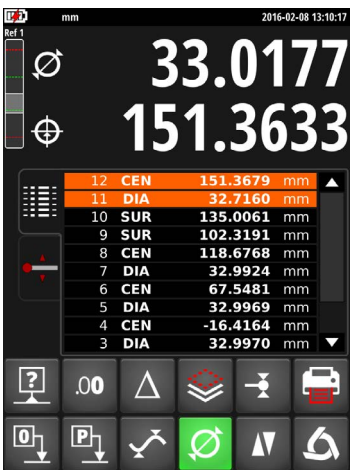 mm 2016-02-08 13:10:17
Ref 1
33.0177
151.3633
12 CEN 151.3679 mm
11 DIA 32.7160 mm
10 SUR 135.0061 mm
9 SUR 102.3191 mm
8 CEN 118.6768 mm
7 DIA 32.9924 mm
6 CEN 67.5481 mm
5 DIA 32.9969 mm
4 CEN -16.4164 mm
3 DIA 32.9970 mm
? .00 Δ
0 P